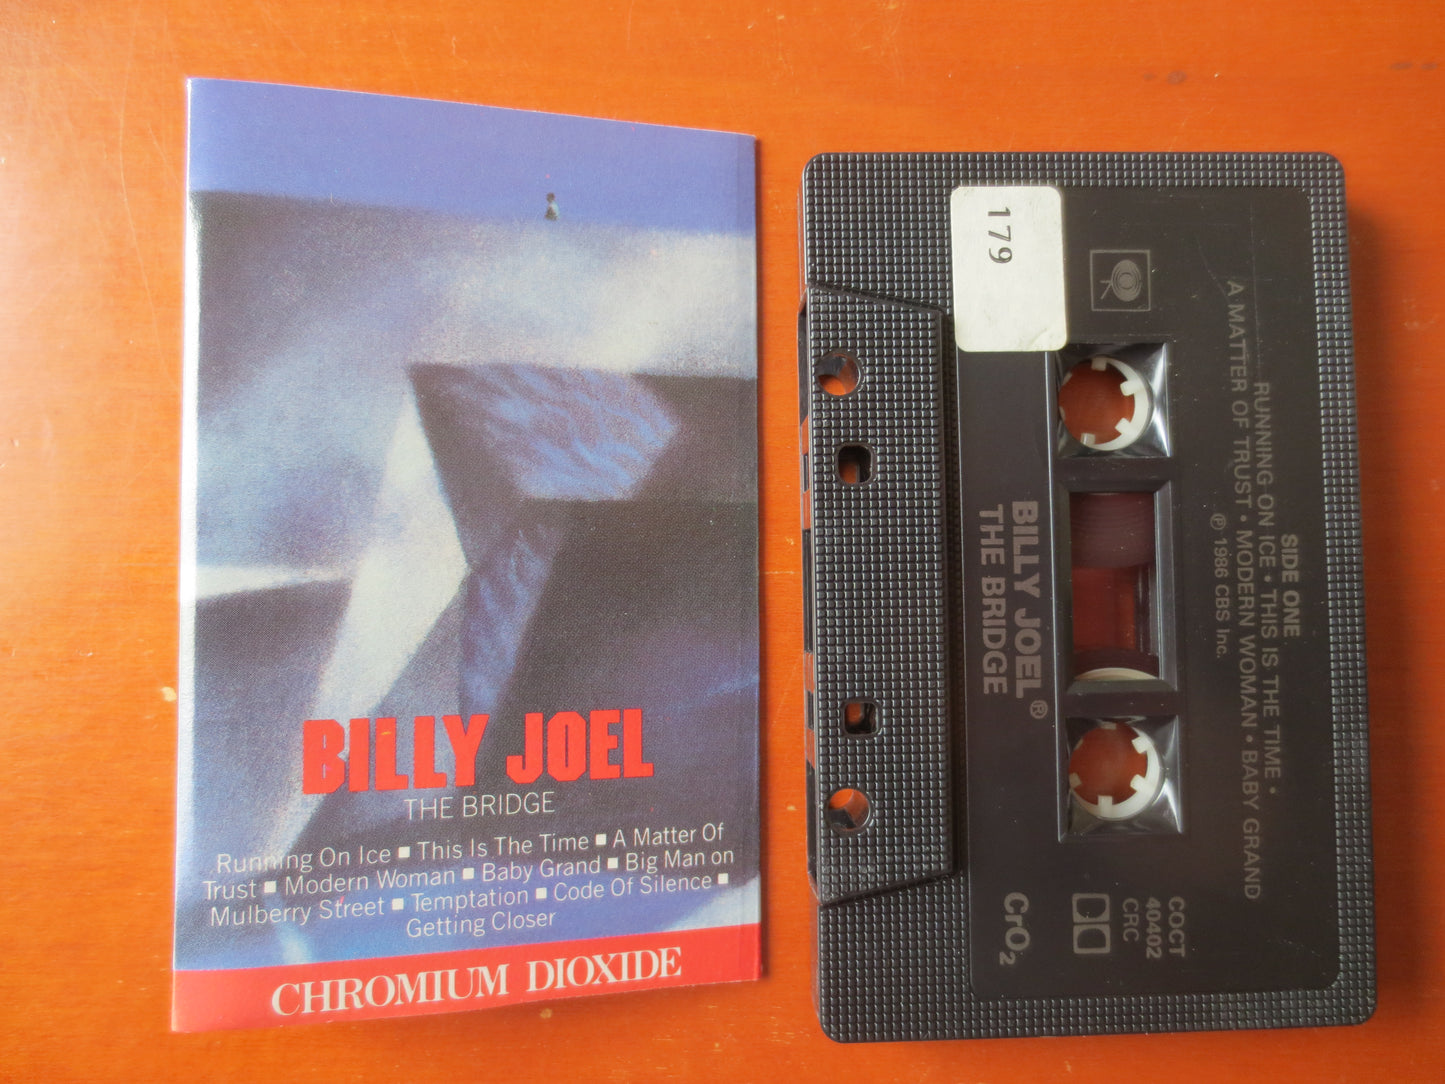 BILLY JOEL
THE BRIDGE
Running On Ice ■ This Is The Time ■ A Matter Of
Trust ■ Modern Woman ■ Baby Grand ■ Big Man on
Mulberry Street ■ Temptation ■ Code Of Silence ■
Getting Closer
CHROMIUM DIOXIDE
179
SIDE ONE
RUNNING ON ICE • THIS IS THE TIME •
A MATTER OF TRUST • MODERN WOMAN • BABY GRAND
℗ 1986 CBS Inc.
BILLY JOEL®
THE BRIDGE
COCT
40402
CRC
CrO₂